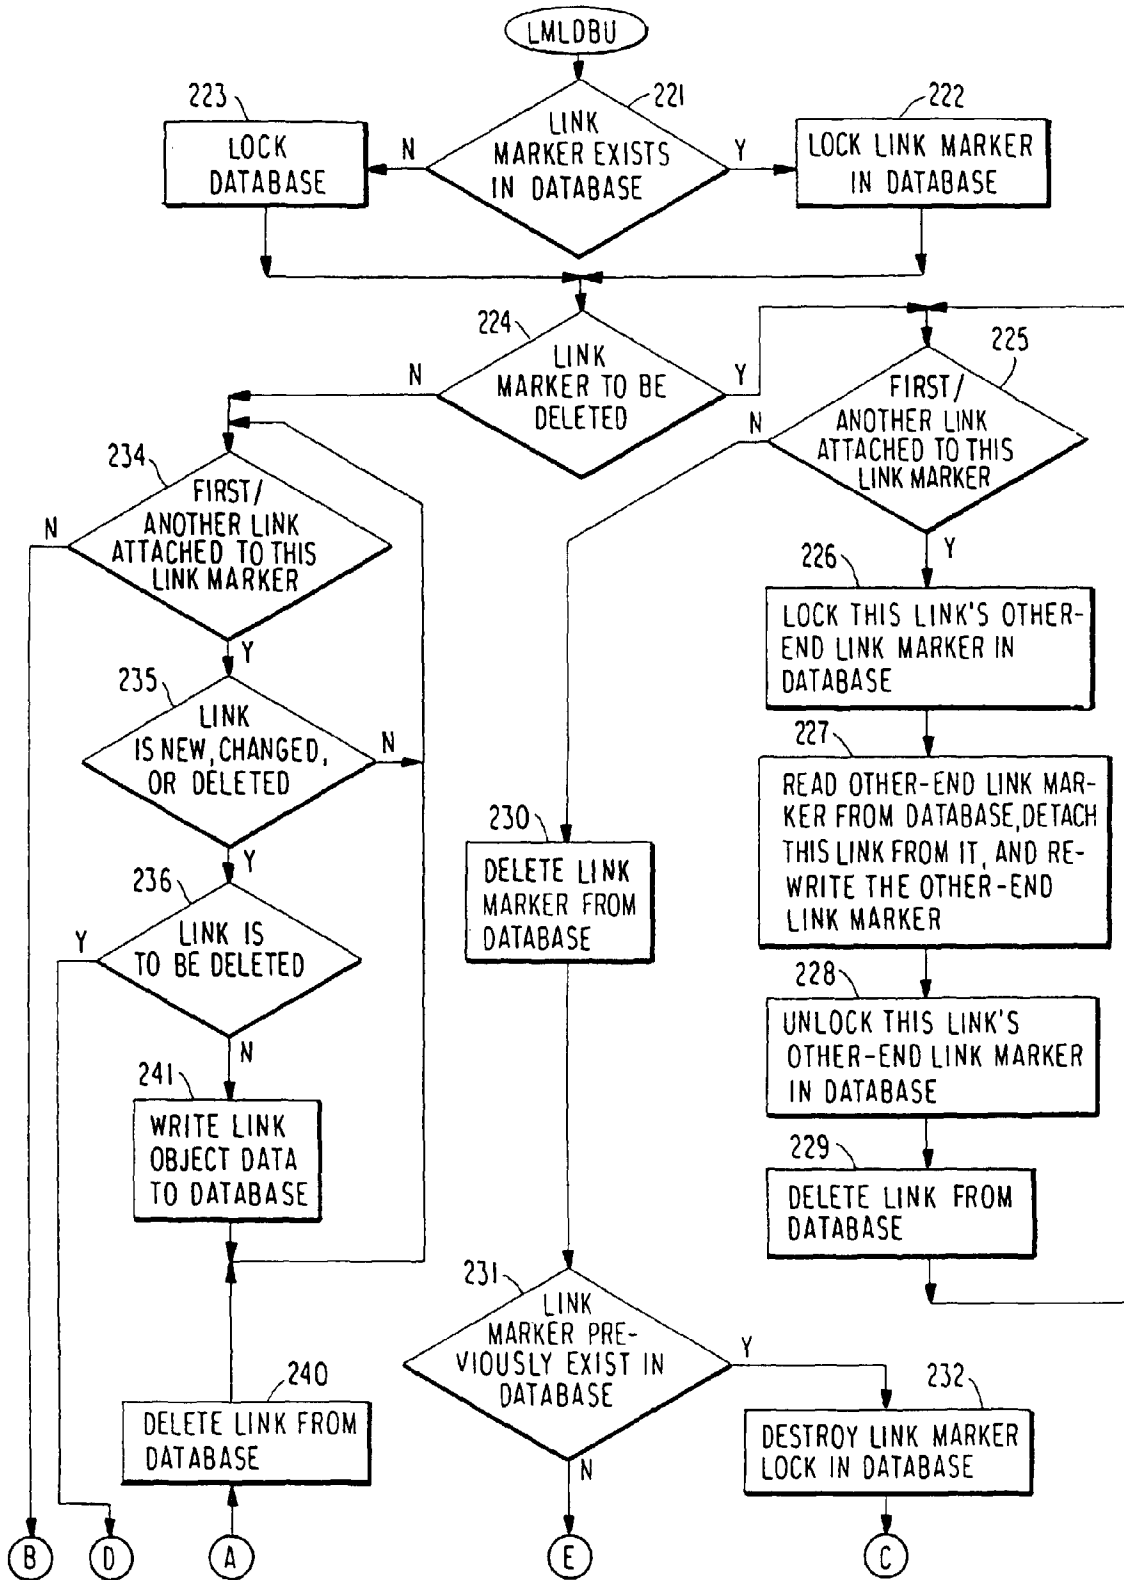 LMLDBU
223
221
222
LOCK
DATABASE
N
LINK
MARKER EXISTS
IN DATABASE
Y
LOCK LINK MARKER
IN DATABASE
224
225
N
LINK
MARKER TO BE
DELETED
Y
FIRST/
ANOTHER LINK
ATTACHED TO THIS
LINK MARKER
N
Y
234
FIRST/
ANOTHER LINK
ATTACHED TO THIS
LINK MARKER
N
Y
226
LOCK THIS LINK'S OTHER-
END LINK MARKER IN
DATABASE
235
LINK
IS NEW, CHANGED,
OR DELETED
N
Y
227
READ OTHER-END LINK MAR-
KER FROM DATABASE, DETACH
THIS LINK FROM IT, AND RE-
WRITE THE OTHER-END
LINK MARKER
230
DELETE LINK
MARKER FROM
DATABASE
236
LINK IS
TO BE DELETED
Y
N
228
UNLOCK THIS LINK'S
OTHER-END LINK MARKER
IN DATABASE
241
WRITE LINK
OBJECT DATA
TO DATABASE
229
DELETE LINK FROM
DATABASE
231
LINK
MARKER PRE-
VIOUSLY EXIST IN
DATABASE
Y
N
240
DELETE LINK FROM
DATABASE
232
DESTROY LINK MARKER
LOCK IN DATABASE
B
D
A
E
C